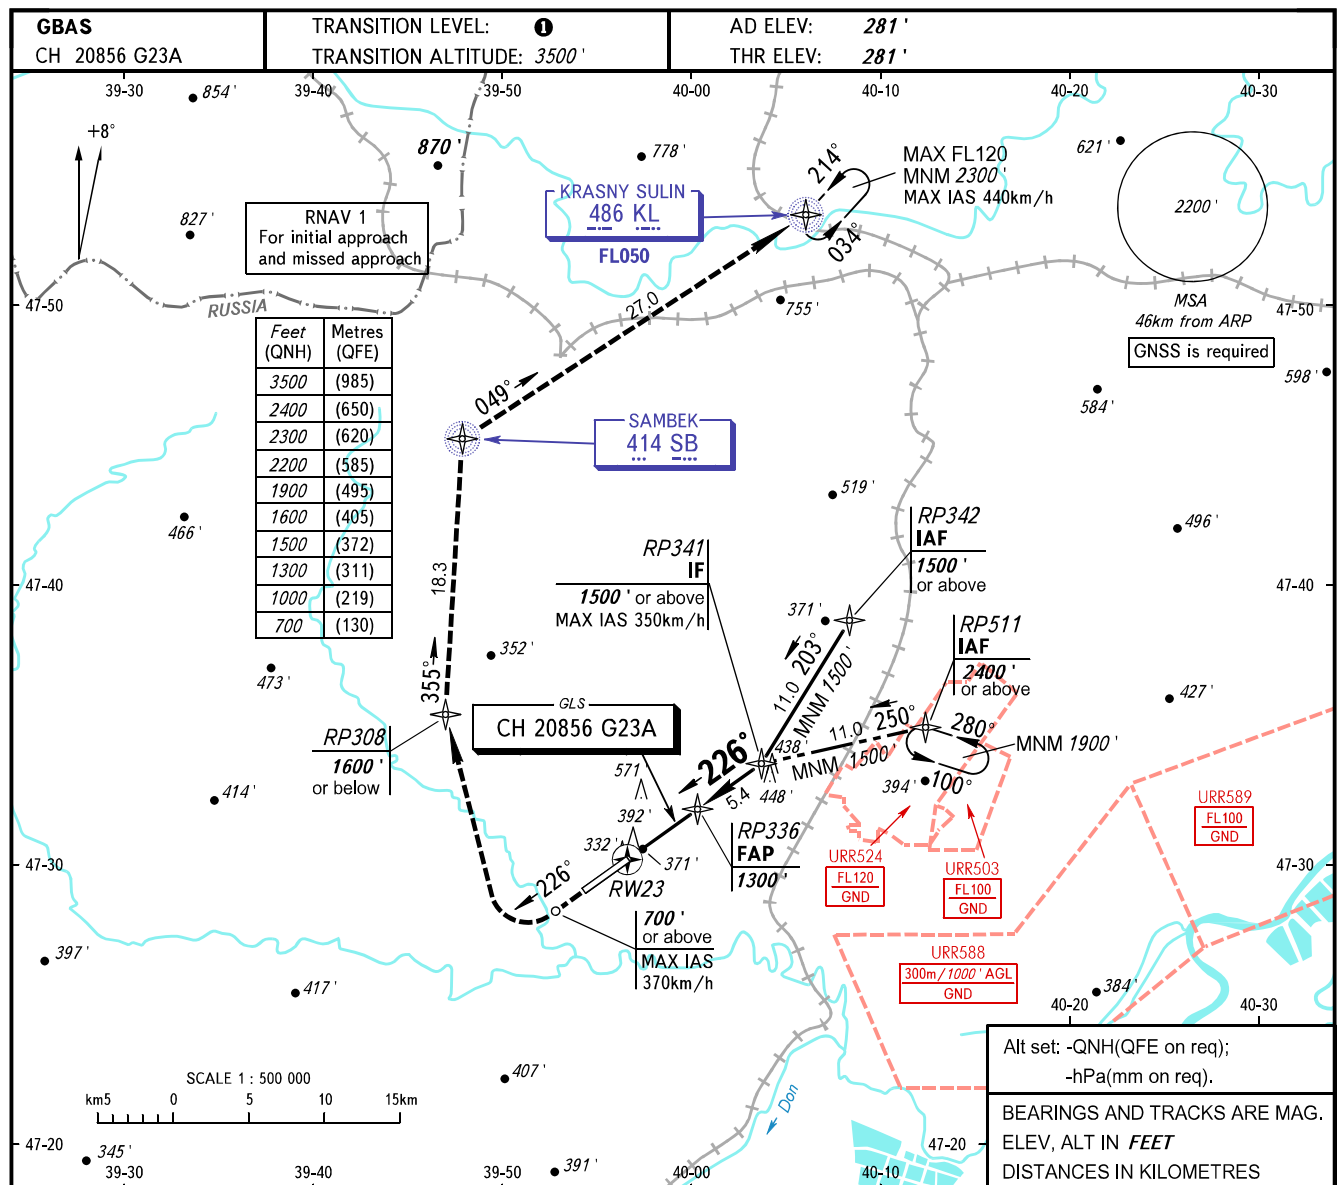 GBAS
CH 20856 G23A
TRANSITION LEVEL: ❶
TRANSITION ALTITUDE: 3500 '
AD ELEV: 281 '
THR ELEV: 281 '
39-30
39-40
39-50
40-00
40-10
40-20
40-30
854 '
+8°
870 '
778 '
621 '
827 '
RNAV 1
For initial approach
and missed approach
KRASNY SULIN
486 KL
FL050
214°
034°
MAX FL120
MNM 2300 '
MAX IAS 440km/h
2200 '
MSA
46km from ARP
GNSS is required
47-50
RUSSIA
27.0
755 '
47-50
598 '
584 '
Feet Metres
(QNH) (QFE)
3500 (985)
2400 (650)
2300 (620)
2200 (585)
1900 (495)
1600 (405)
1500 (372)
1300 (311)
1000 (219)
700 (130)
049°
SAMBEK
414 SB
466 '
519 '
496 '
RP342
IAF
1500 '
or above
RP341
IF
1500 ' or above
MAX IAS 350km/h
47-40
47-40
18.3
371 '
203°
11.0
MNM 1500'
RP511
IAF
2400 '
or above
352 '
473 '
427 '
355°
GLS
CH 20856 G23A
RP308
1600 '
or below
226°
5.4
438 '
448 '
11.0
250°
MNM 1500'
280°
100°
MNM 1900 '
394 '
414 '
571
392 '
332 '
371 '
RP336
FAP
1300 '
URR524
FL120
GND
URR503
FL100
GND
URR589
FL100
GND
47-30
47-30
226°
RW23
700 '
or above
MAX IAS
370km/h
URR588
300m/1000 ' AGL
GND
397 '
417 '
384 '
40-20
40-30
407 '
SCALE 1 : 500 000
km5 0 5 10 15km
Don
Alt set: -QNH(QFE on req);
-hPa(mm on req).
BEARINGS AND TRACKS ARE MAG.
ELEV, ALT IN FEET
DISTANCES IN KILOMETRES
47-20
47-20
345 '
391 '
39-30
39-40
39-50
40-00
40-10